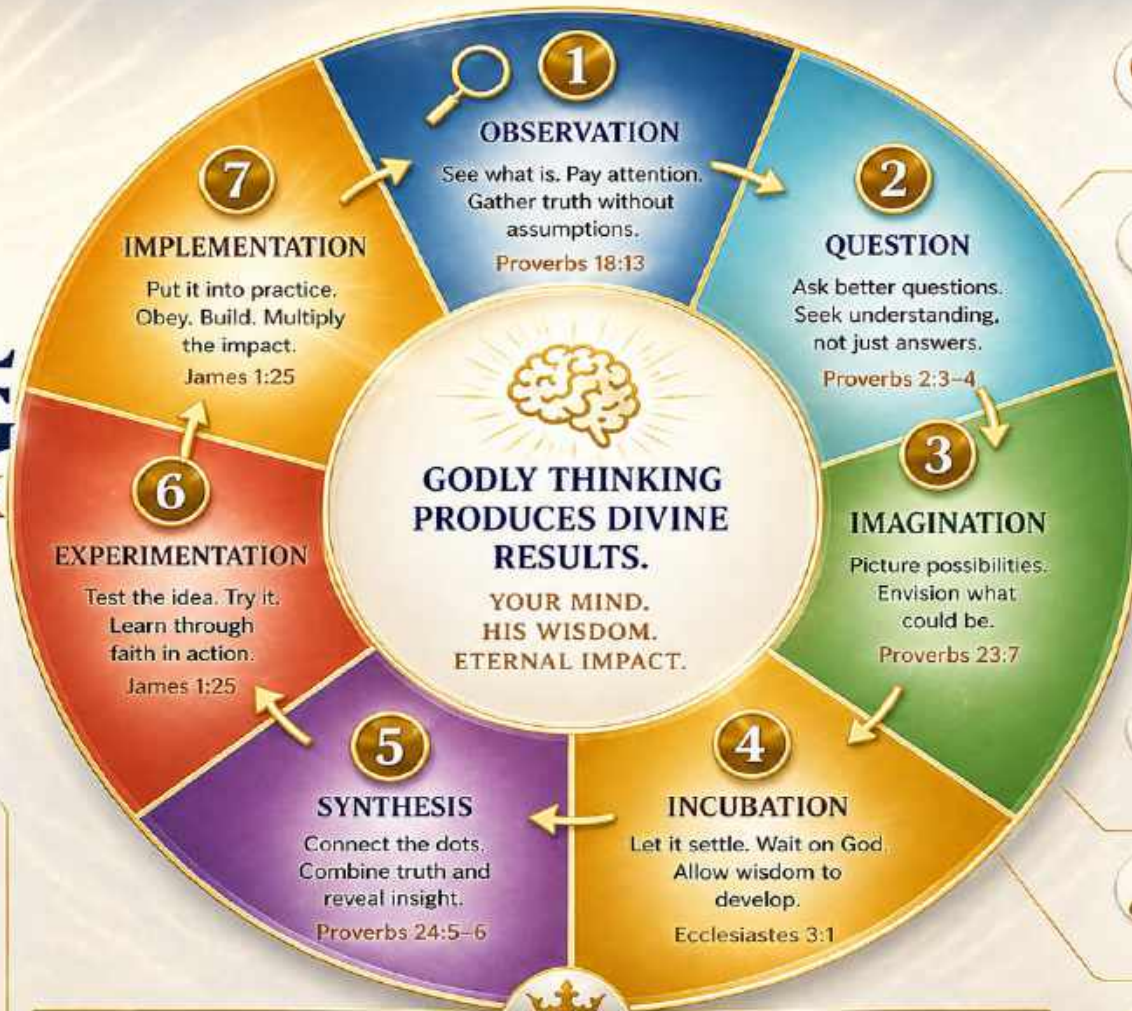 1
OBSERVATION
See what is. Pay attention.
Gather truth without
assumptions.
Proverbs 18:13
2
QUESTION
Ask better questions.
Seek understanding,
not just answers.
Proverbs 2:3–4
3
IMAGINATION
Picture possibilities.
Envision what
could be.
Proverbs 23:7
4
INCUBATION
Let it settle. Wait on God.
Allow wisdom to
develop.
Ecclesiastes 3:1
5
SYNTHESIS
Connect the dots.
Combine truth and
reveal insight.
Proverbs 24:5–6
6
EXPERIMENTATION
Test the idea. Try it.
Learn through
faith in action.
James 1:25
7
IMPLEMENTATION
Put it into practice.
Obey. Build. Multiply
the impact.
James 1:25
GODLY THINKING
PRODUCES DIVINE
RESULTS.
YOUR MIND.
HIS WISDOM.
ETERNAL IMPACT.